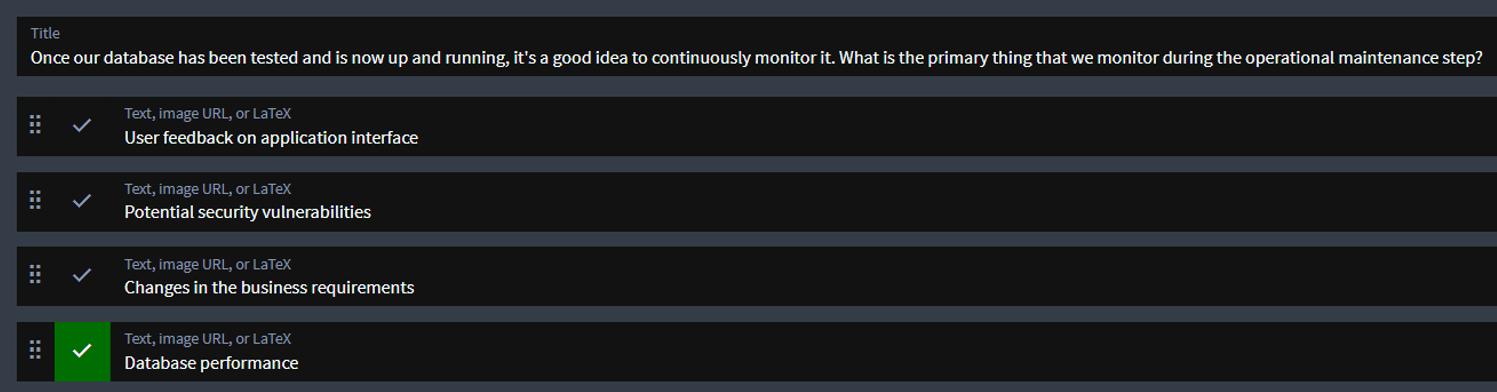 Title
Once our database has been tested and is now up and running, it's a good idea to continuously monitor it. What is the primary thing that we monitor during the operational maintenance step?
Text, image URL, or LaTeX
User feedback on application interface
Text, image URL, or LaTeX
Potential security vulnerabilities
Text, image URL, or LaTeX
Changes in the business requirements
Text, image URL, or LaTeX
Database performance